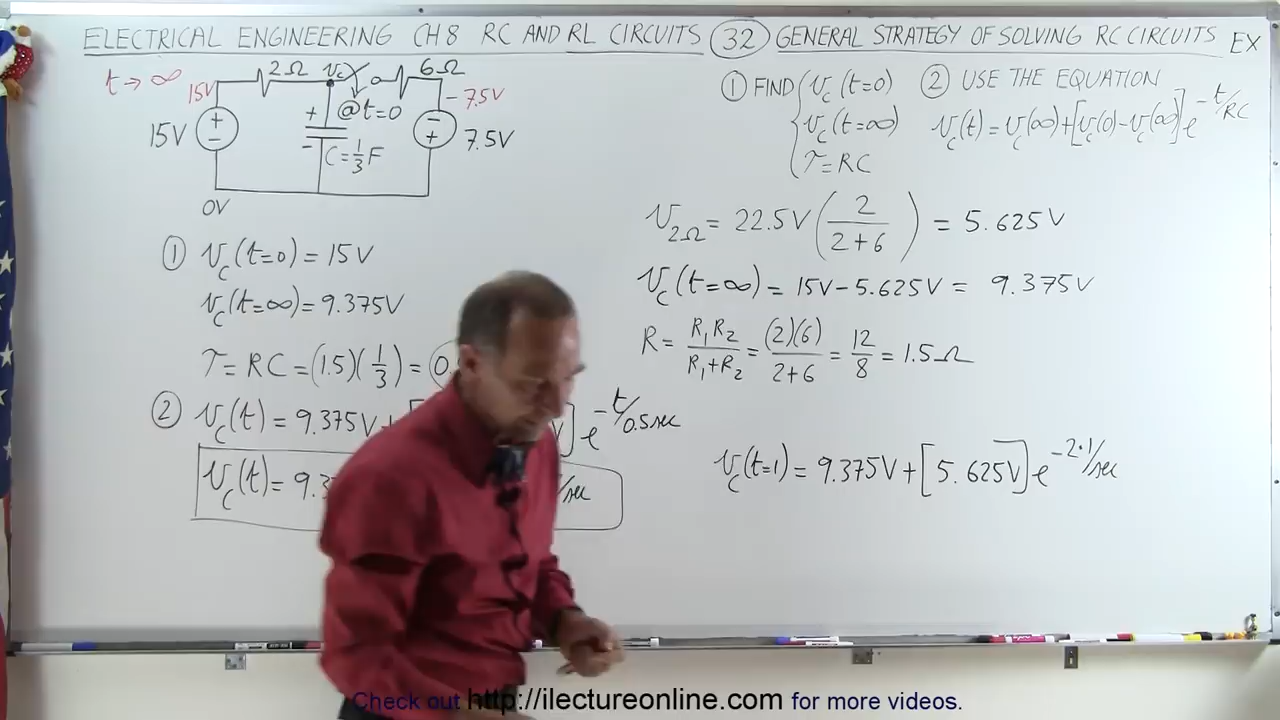 ELECTRICAL ENGINEERING CH 8 RC AND RL CIRCUITS 32 GENERAL STRATEGY OF SOLVING RC CIRCUITS EX
t → ∞ 15V 2Ω Vc 6Ω
@t=0 -7.5V
15V + - + - C=1/3F - + 7.5V
0V
① FIND { Vc(t=0) ② USE THE EQUATION
Vc(t=∞) Vc(t) = Vc(∞)+[Vc(0)-Vc(∞)]e^-t/RC
τ=RC
V2Ω = 22.5V(2/(2+6)) = 5.625V
① Vc(t=0) = 15V
Vc(t=∞) = 15V-5.625V = 9.375V
Vc(t=∞) = 9.375V
R = R1R2/(R1+R2) = (2)(6)/(2+6) = 12/8 = 1.5Ω
τ=RC=(1.5)(1/3)=(0.
② Vc(t) = 9.375V+[ V]e^-t/0.5sec
Vc(t) = 9.3 /sec
Vc(t=1) = 9.375V+[5.625V]e^-2·1/sec
Check out http://ilectureonline.com for more videos.